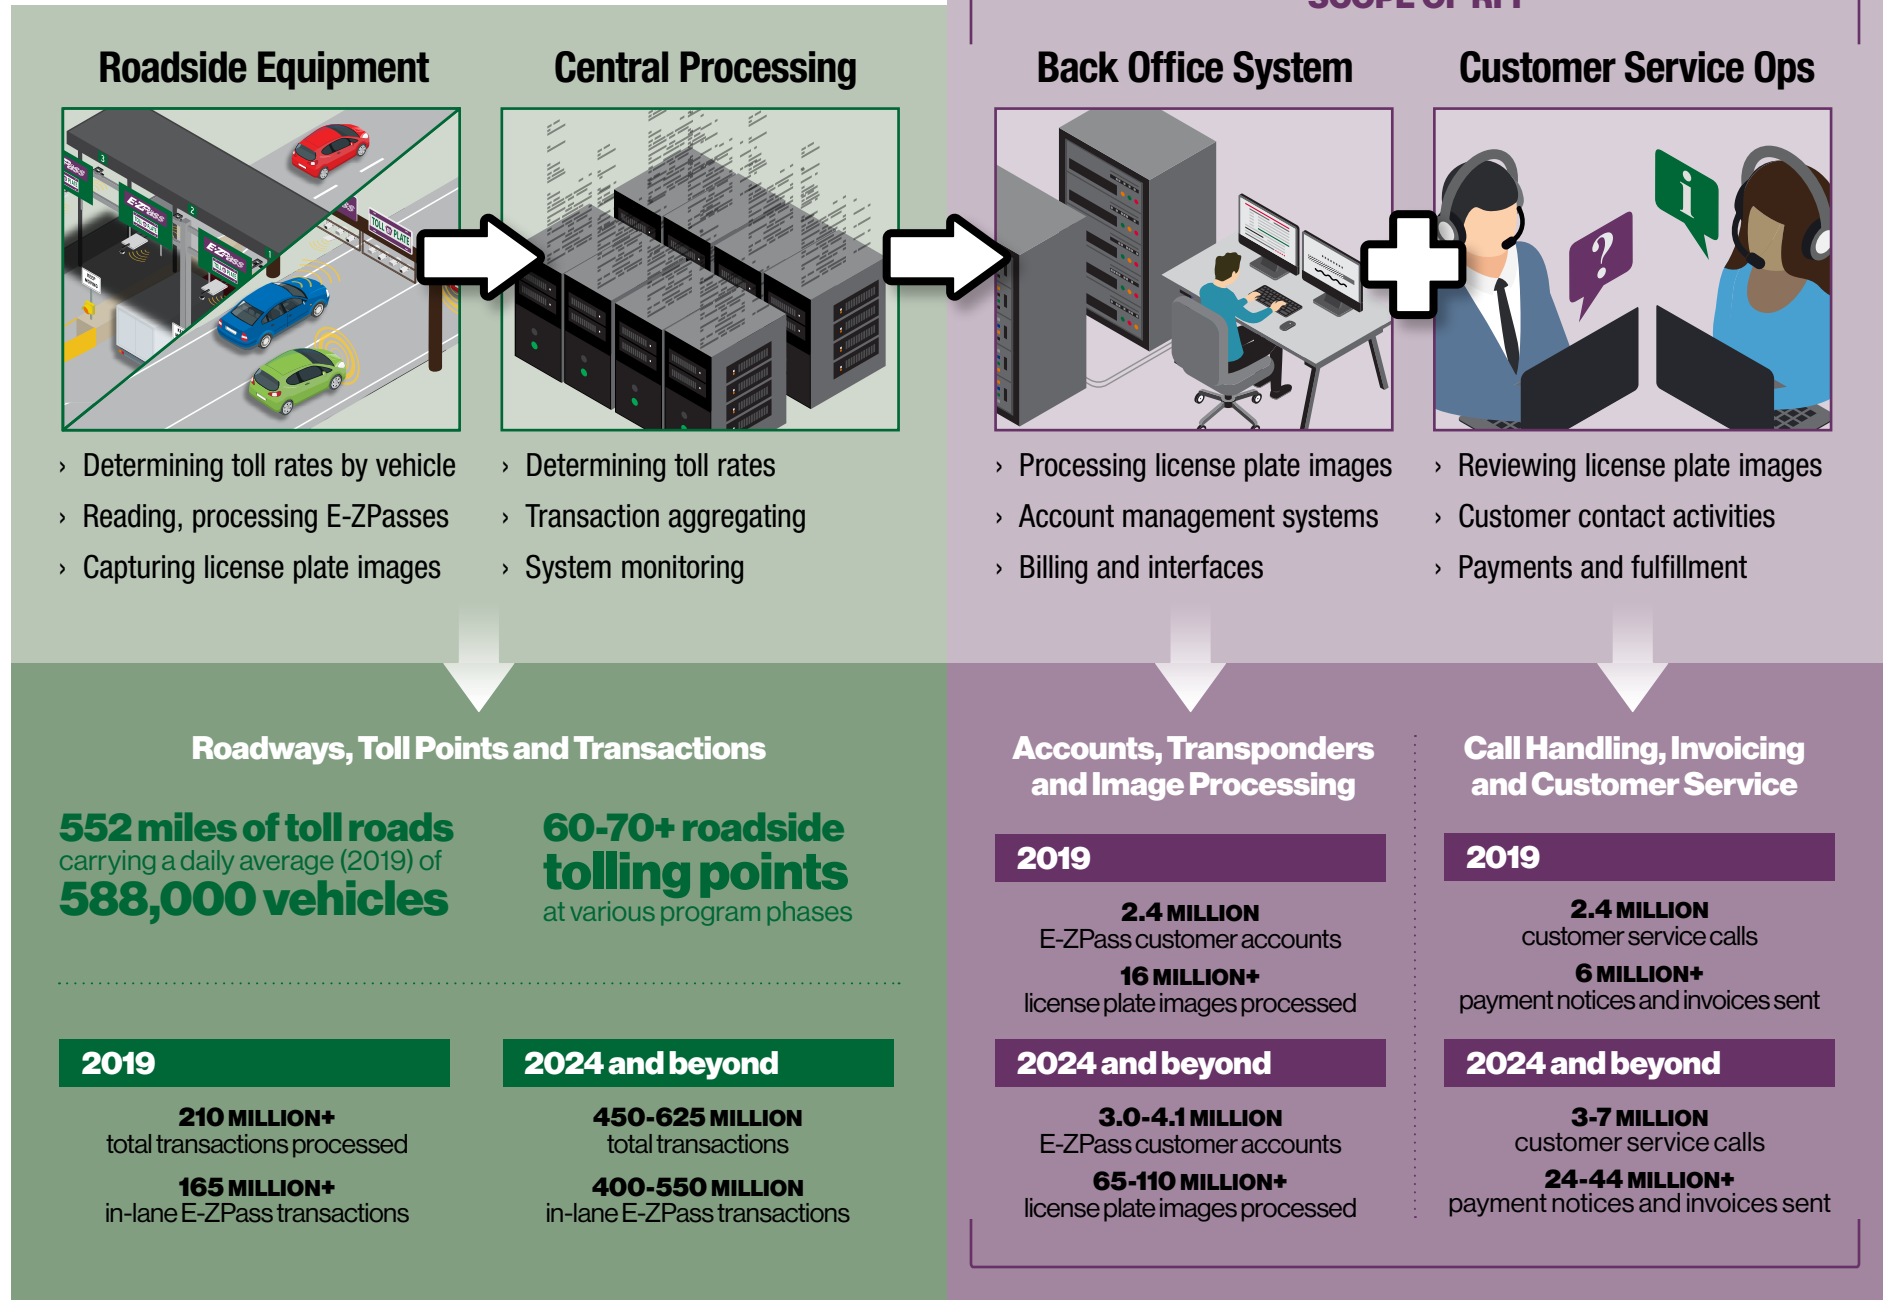 Roadside Equipment
Central Processing
Back Office System
Customer Service Ops
3
2
1
E-ZPass
E-ZPass
TOLL
PLATE
KEEP
MOVING
?
i
› Determining toll rates by vehicle
› Reading, processing E-ZPasses
› Capturing license plate images
› Determining toll rates
› Transaction aggregating
› System monitoring
› Processing license plate images
› Account management systems
› Billing and interfaces
› Reviewing license plate images
› Customer contact activities
› Payments and fulfillment
Roadways, Toll Points and Transactions
552 miles of toll roads
carrying a daily average (2019) of
588,000 vehicles
60-70+ roadside
tolling points
at various program phases
2019
210 MILLION+
total transactions processed
165 MILLION+
in-lane E-ZPass transactions
2024 and beyond
450-625 MILLION
total transactions
400-550 MILLION
in-lane E-ZPass transactions
Accounts, Transponders
and Image Processing
2019
2.4 MILLION
E-ZPass customer accounts
16 MILLION+
license plate images processed
2024 and beyond
3.0-4.1 MILLION
E-ZPass customer accounts
65-110 MILLION+
license plate images processed
Call Handling, Invoicing
and Customer Service
2019
2.4 MILLION
customer service calls
6 MILLION+
payment notices and invoices sent
2024 and beyond
3-7 MILLION
customer service calls
24-44 MILLION+
payment notices and invoices sent